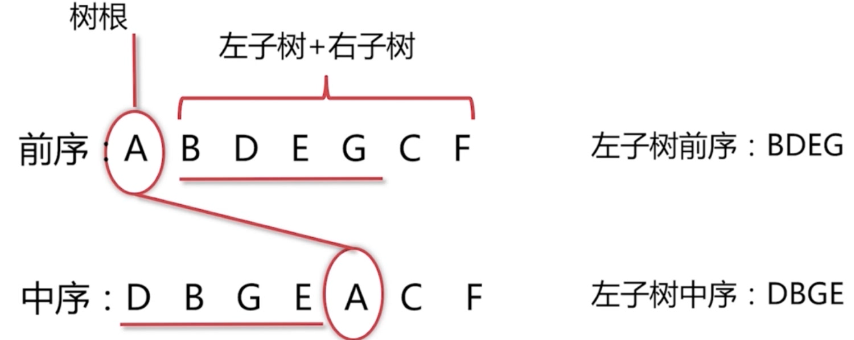 树根
左子树+右子树
前序：A B D E G C F 左子树前序：BDEG
中序：D B G E A C F 左子树中序：DBGE